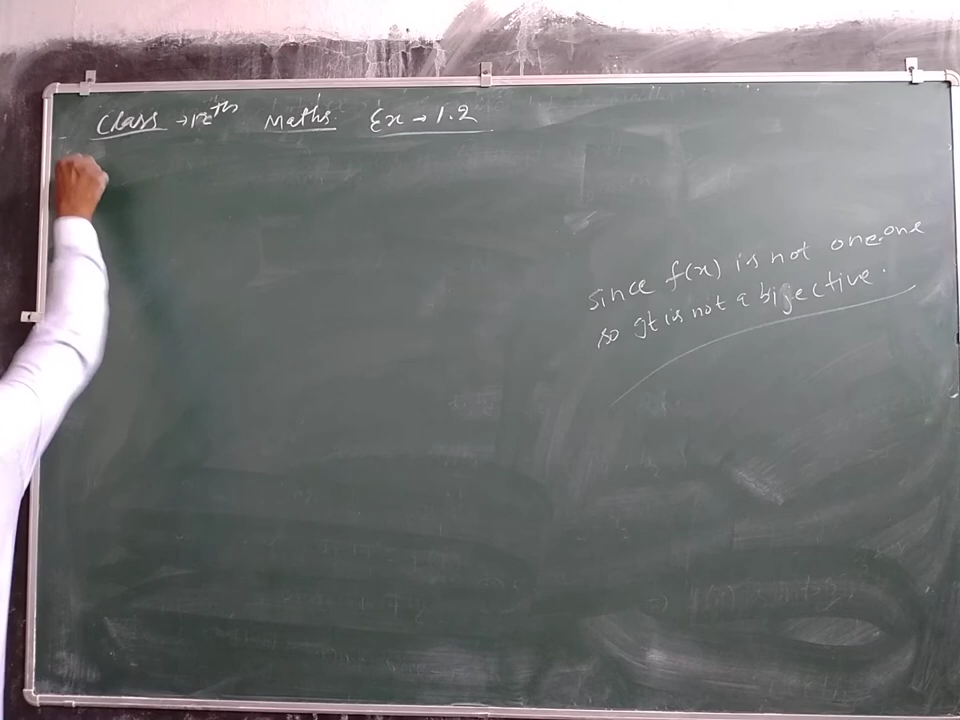 Class → 12th Maths Ex → 1.2
since f(x) is not one-one
so it is not a bijective.